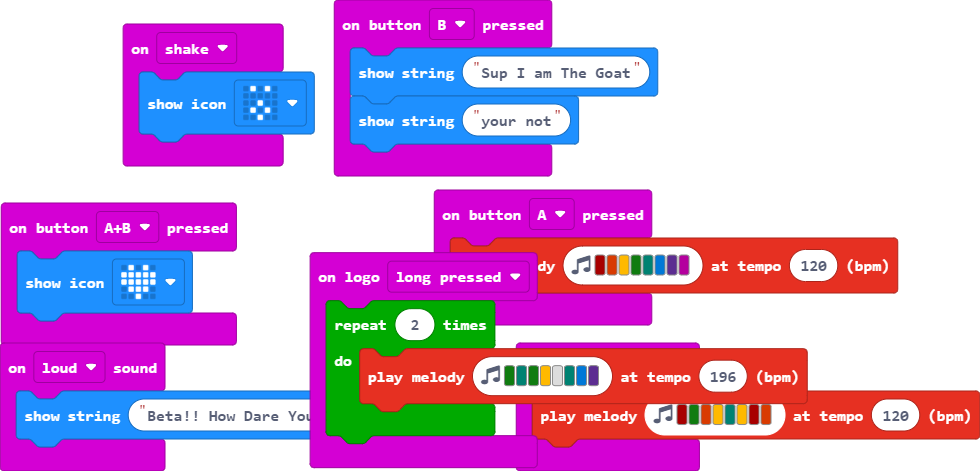 on shake
show icon
on button B pressed
show string "Sup I am The Goat"
show string "your not"
on button A+B pressed
show icon
on button A pressed
dy at tempo 120 (bpm)
on logo long pressed
repeat 2 times
do
play melody at tempo 196 (bpm)
on loud sound
show string "Beta!! How Dare You
play melody at tempo 120 (bpm)